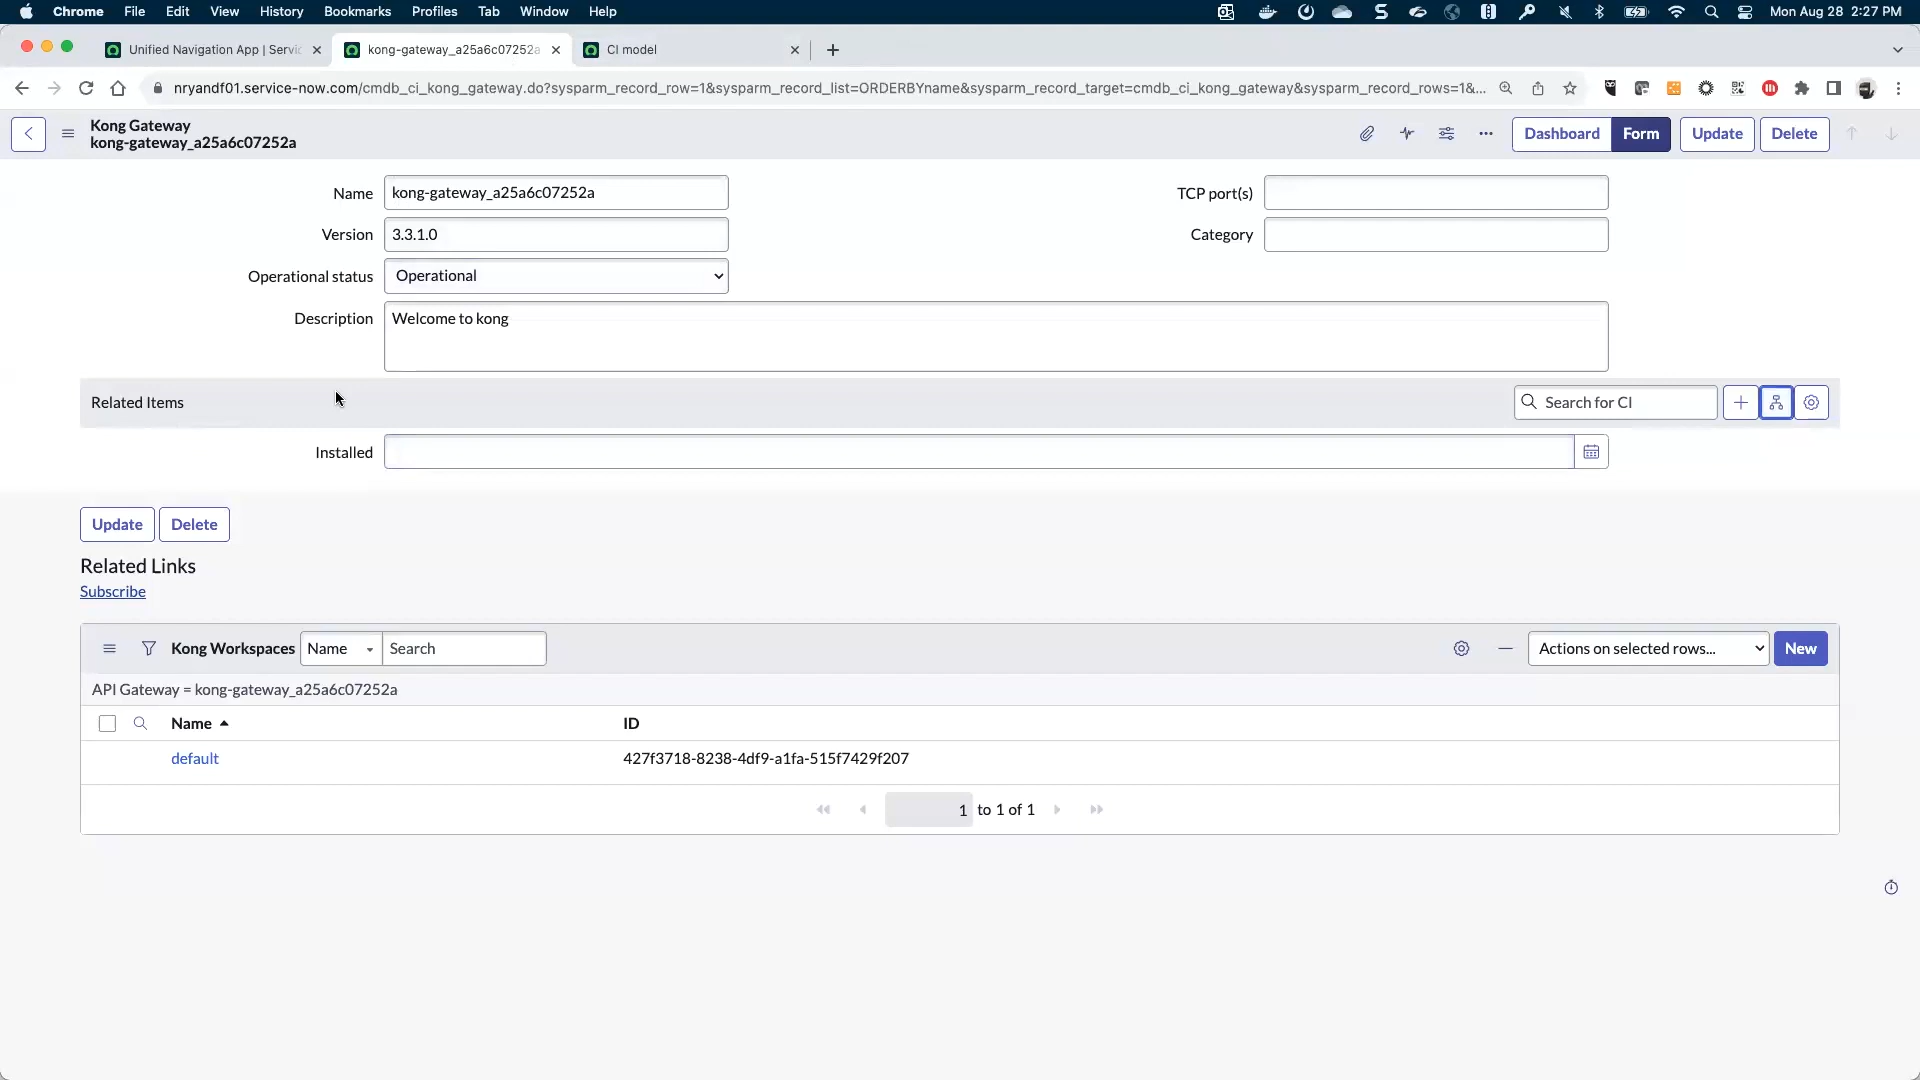 Chrome File Edit View History Bookmarks Profiles Tab Window Help
Mon Aug 28 2:27 PM
Unified Navigation App | Servic
kong-gateway_a25a6c07252a
CI model
nryandf01.service-now.com/cmdb_ci_kong_gateway.do?sysparm_record_row=1&sysparm_record_list=ORDERBYname&sysparm_record_target=cmdb_ci_kong_gateway&sysparm_record_rows=1&...
Kong Gateway
kong-gateway_a25a6c07252a
Dashboard Form Update Delete
Name kong-gateway_a25a6c07252a
TCP port(s)
Version 3.3.1.0
Category
Operational status Operational
Description Welcome to kong
Related Items
Search for CI
Installed
Update Delete
Related Links
Subscribe
Kong Workspaces Name Search
Actions on selected rows... New
API Gateway = kong-gateway_a25a6c07252a
Name ID
default 427f3718-8238-4df9-a1fa-515f7429f207
1 to 1 of 1